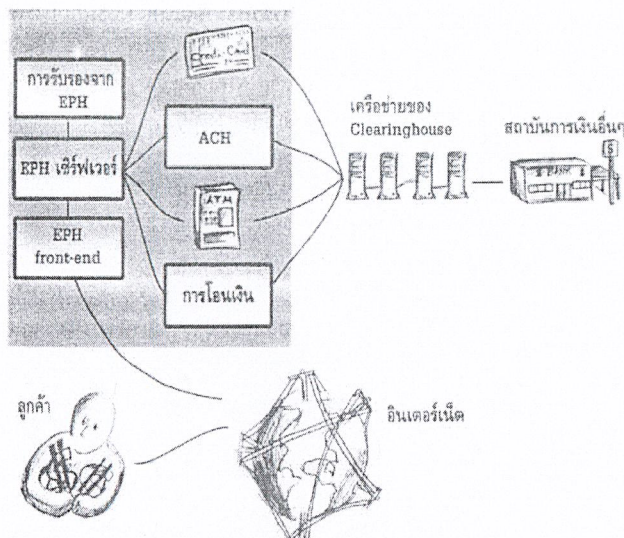 การรับรองจาก
EPH
EPH เซิร์ฟเวอร์
EPH
front-end
ACH
ATM
การโอนเงิน
เครือข่ายของ
Clearinghouse
สถาบันการเงินอื่นๆ
BANK
$
ลูกค้า
อินเตอร์เน็ต